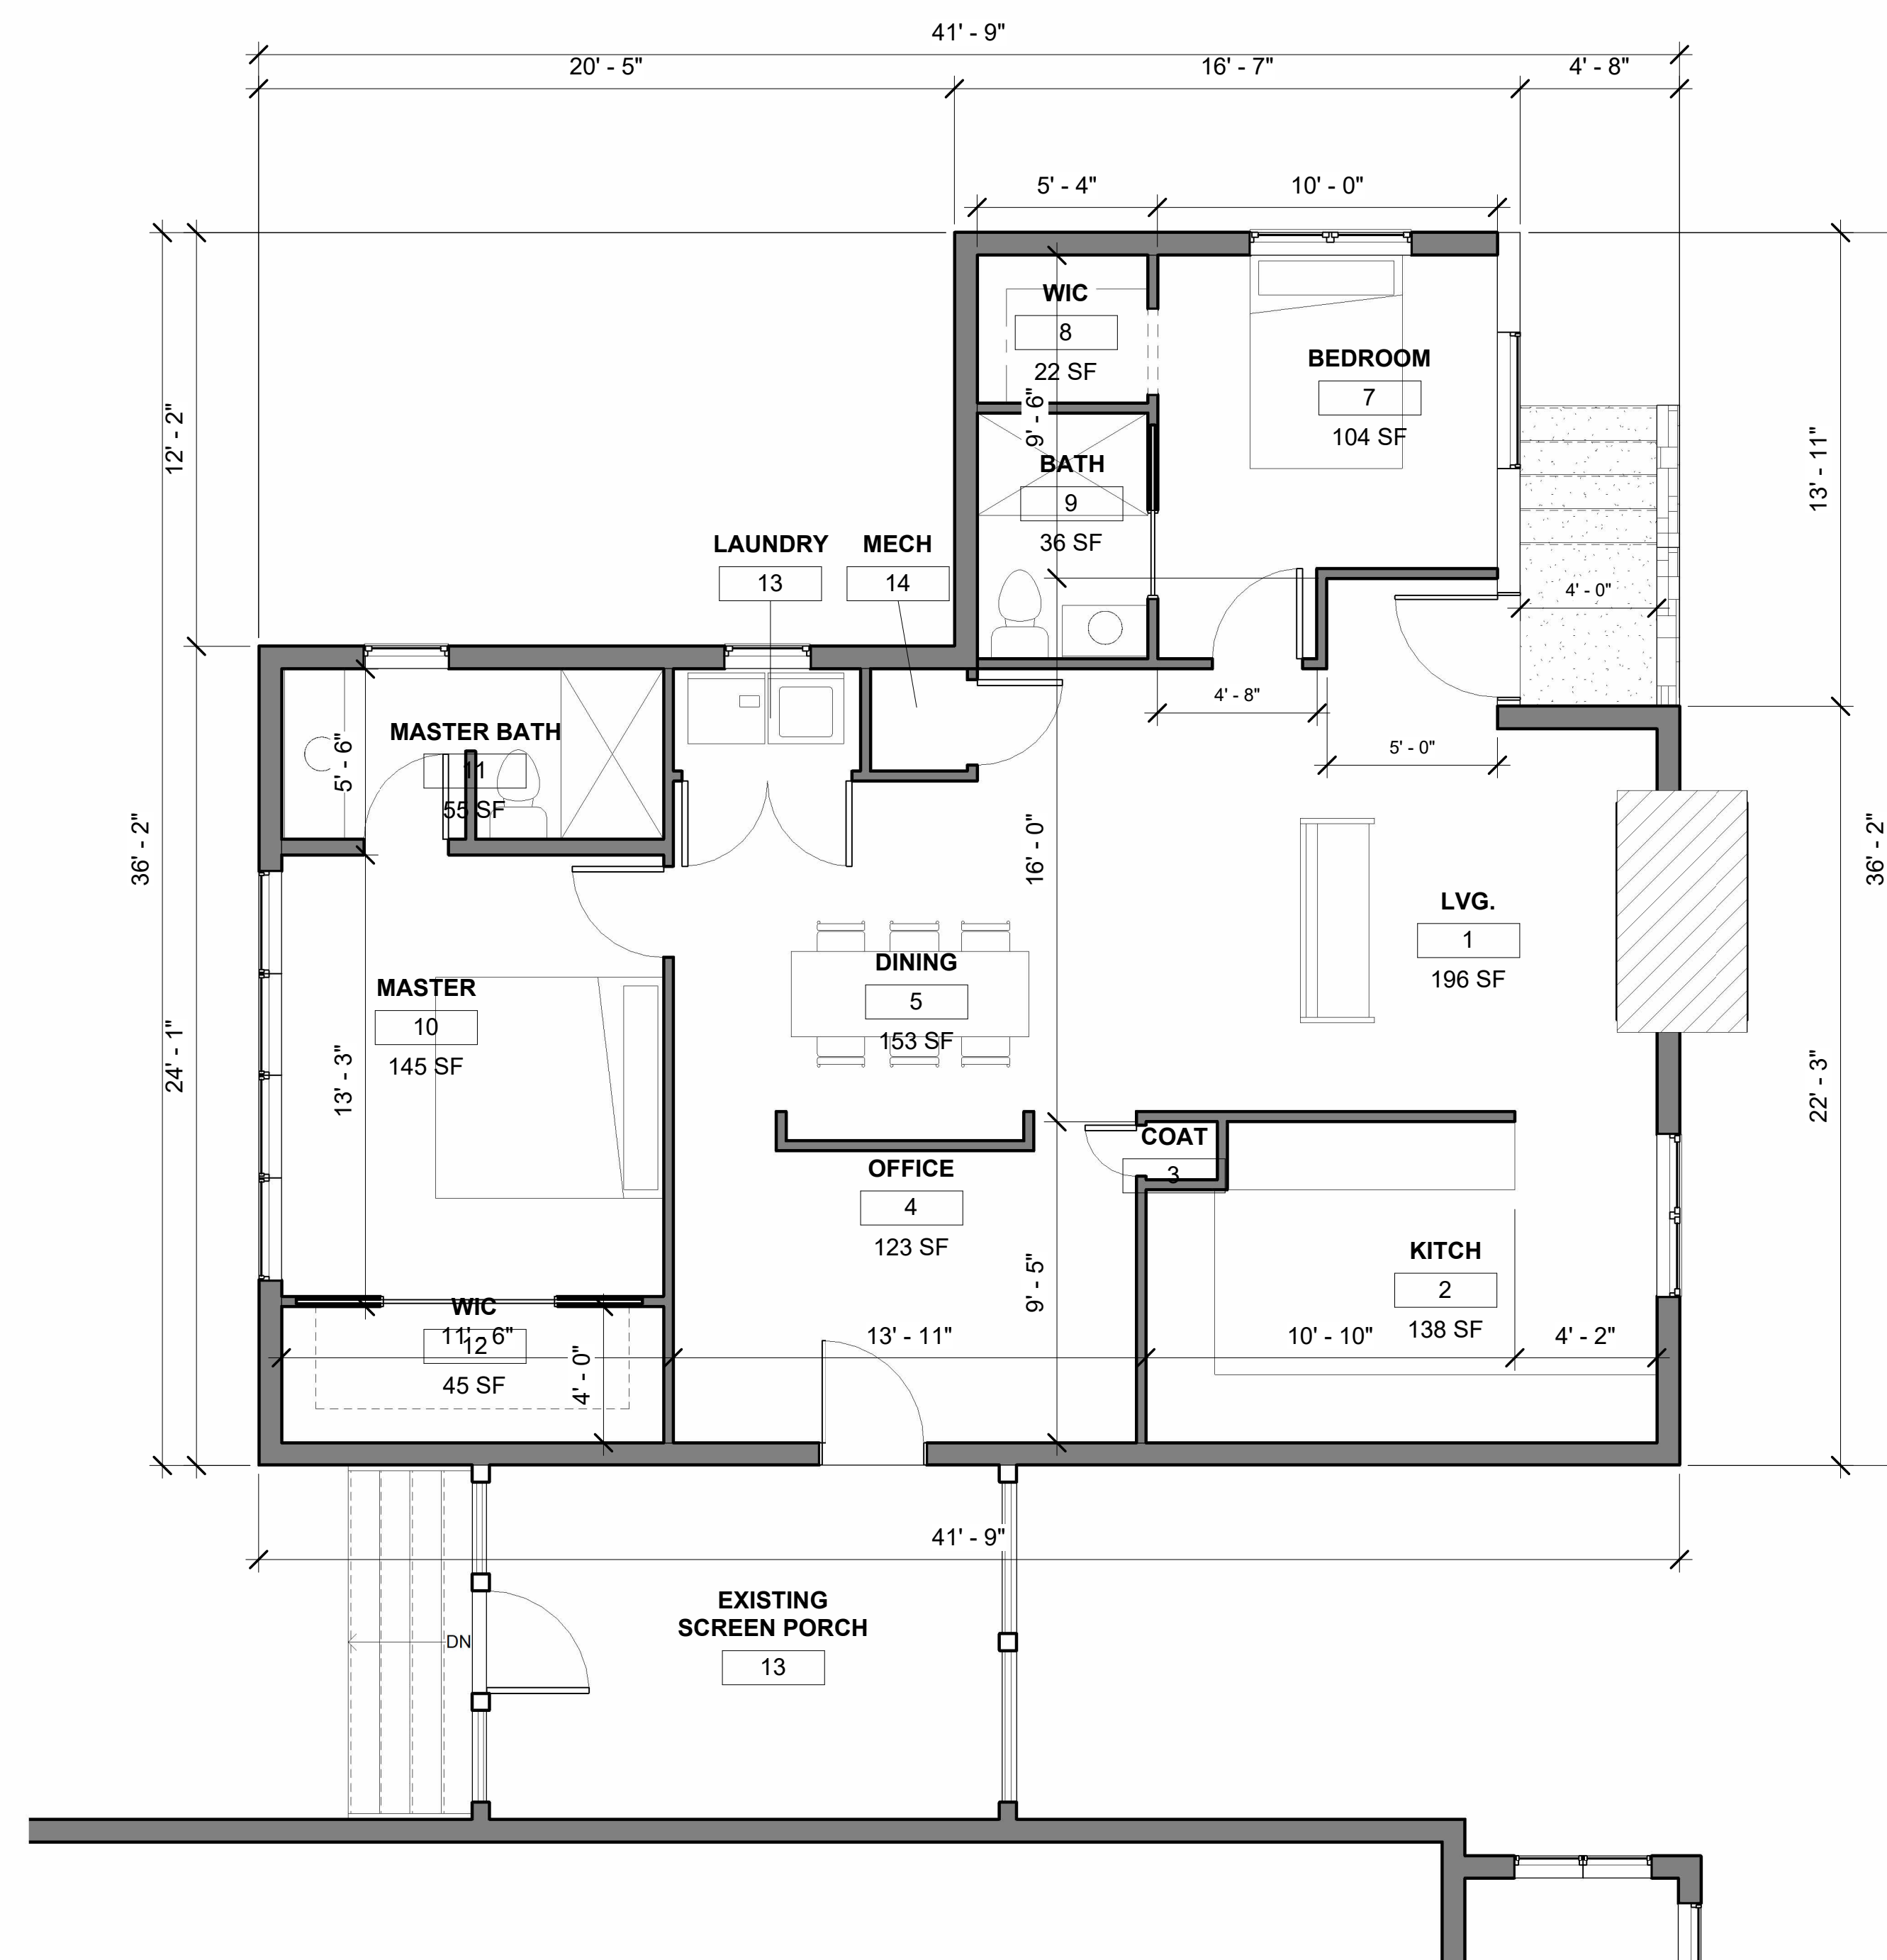 41' - 9"
20' - 5"
16' - 7"
4' - 8"
5' - 4"
10' - 0"
WIC
8
22 SF
BEDROOM
7
104 SF
12' - 2"
9' - 6"
13' - 11"
BATH
9
36 SF
LAUNDRY
13
MECH
14
4' - 0"
4' - 8"
5' - 0"
MASTER BATH
11
55 SF
5' - 6"
36' - 2"
16' - 0"
36' - 2"
LVG.
1
196 SF
DINING
5
153 SF
MASTER
10
145 SF
24' - 1"
13' - 3"
22' - 3"
COAT
3
OFFICE
4
123 SF
9' - 5"
KITCH
2
138 SF
WIC
12
45 SF
11' - 6"
13' - 11"
10' - 10"
4' - 2"
4' - 0"
41' - 9"
EXISTING
SCREEN PORCH
13
DN